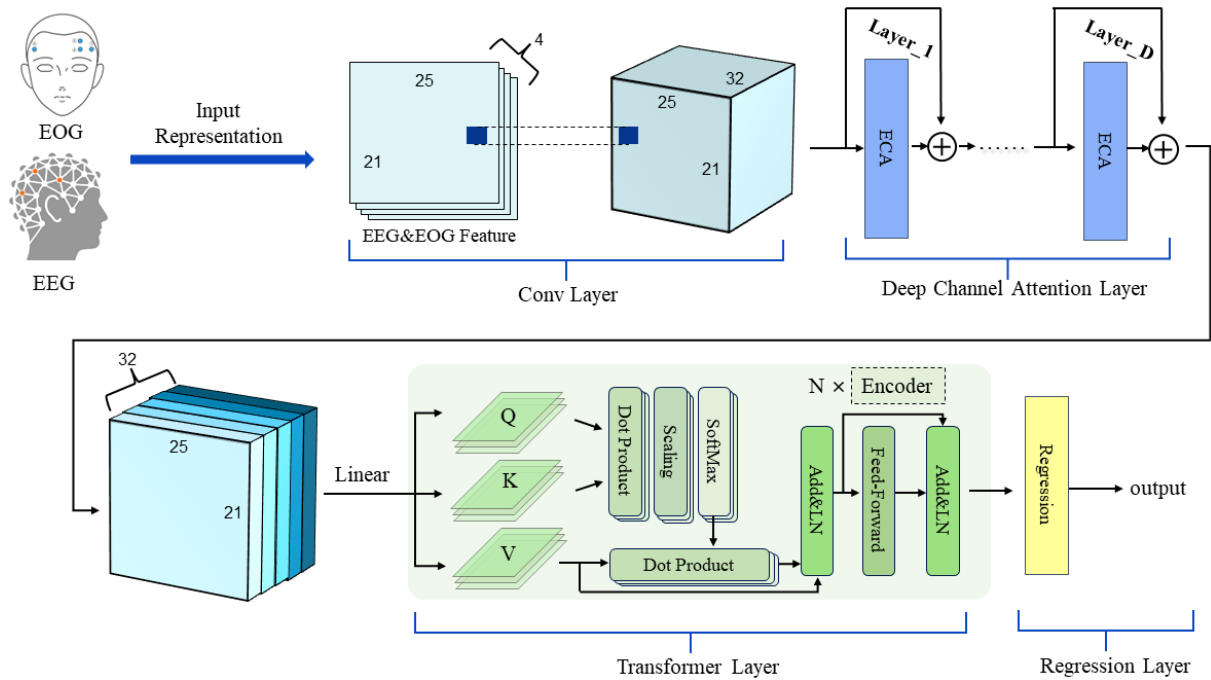 EOG
EEG
Input
Representation
4
25
21
EEG&EOG Feature
32
25
21
Conv Layer
Layer_1
ECA
......
Layer_D
ECA
Deep Channel Attention Layer
32
25
21
Linear
Q
K
V
Dot Product
Scaling
SoftMax
Dot Product
N × Encoder
Add&LN
Feed-Forward
Add&LN
Transformer Layer
Regression
output
Regression Layer